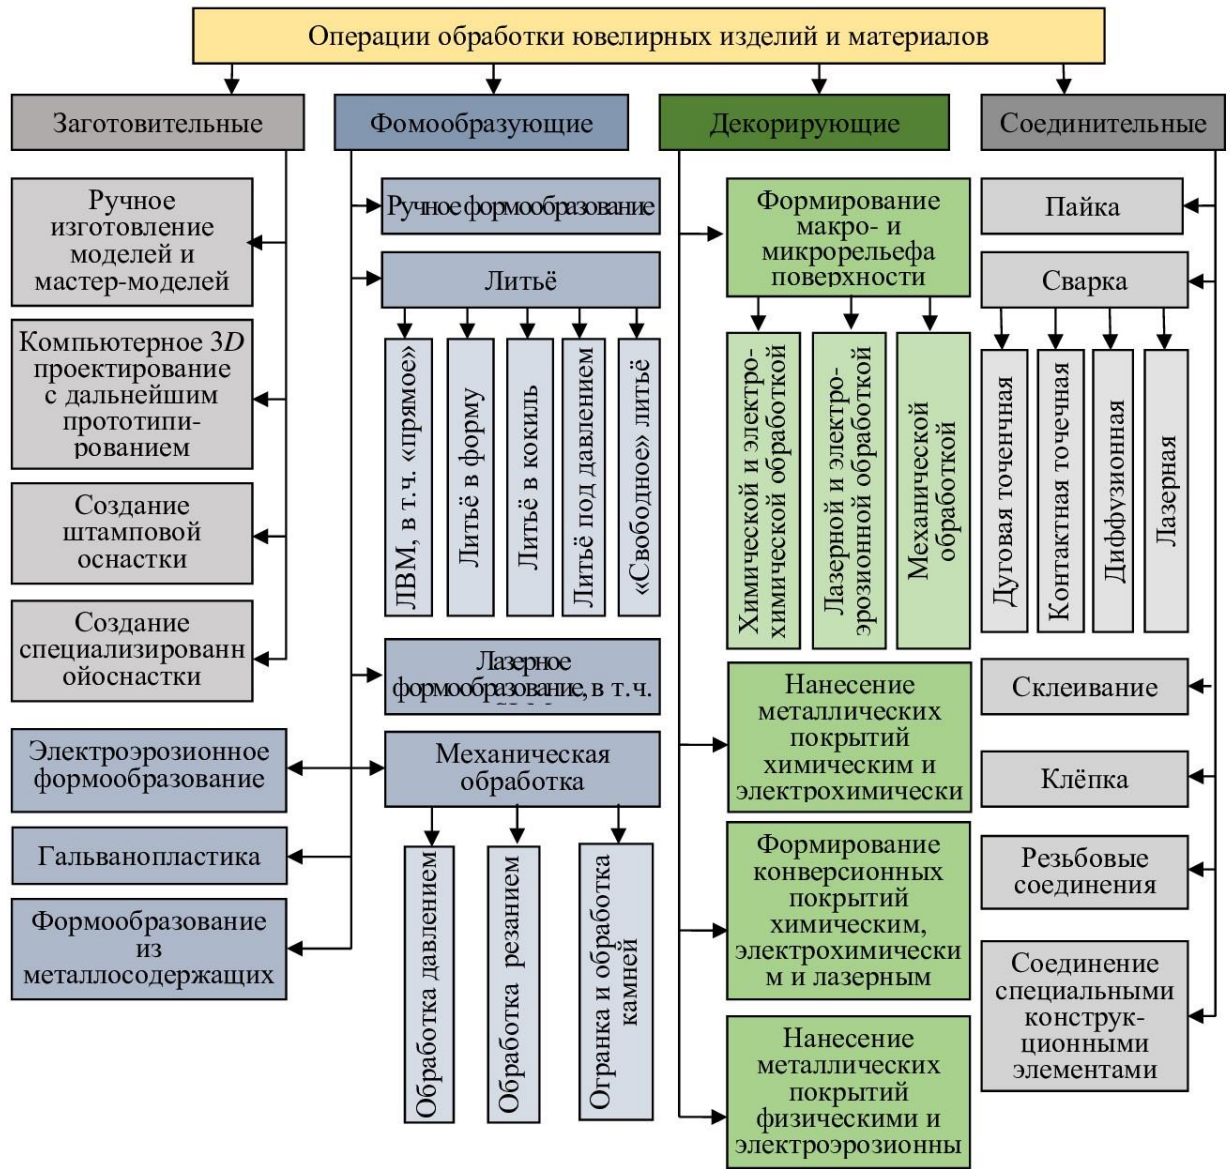 Операции обработки ювелирных изделий и материалов
Заготовительные
Фомообразующие
Декорирующие
Соединительные
Ручное
изготовление
моделей и
мастер-моделей
Компьютерное 3D
проектирование
с дальнейшим
прототипи-
рованием
Создание
штамповой
оснастки
Создание
специализированн
ойоснастки
Ручное формообразование
Литьё
ЛВМ, в т.ч. «прямое»
Литьё в форму
Литьё в кокиль
Литьё под давлением
«Свободное» литьё
Лазерное
формообразование, в т.ч.
Механическая
обработка
Обработка давлением
Обработка резанием
Огранка и обработка
камней
Электроэрозионное
формообразование
Гальванопластика
Формообразование
из
металлосодержащих
Формирование
макро- и
микрорельефа
поверхности
Химической и электро-
химической обработкой
Лазерной и электро-
эрозионной обработкой
Механической
обработкой
Нанесение
металлических
покрытий
химическим и
электрохимически
Формирование
конверсионных
покрытий
химическим,
электрохимически
м и лазерным
Нанесение
металлических
покрытий
физическими и
электроэрозионны
Пайка
Сварка
Дуговая точенчная
Контактная точечная
Диффузионная
Лазерная
Склеивание
Клёпка
Резьбовые
соединения
Соединение
специальными
конструк-
ционными
элементами